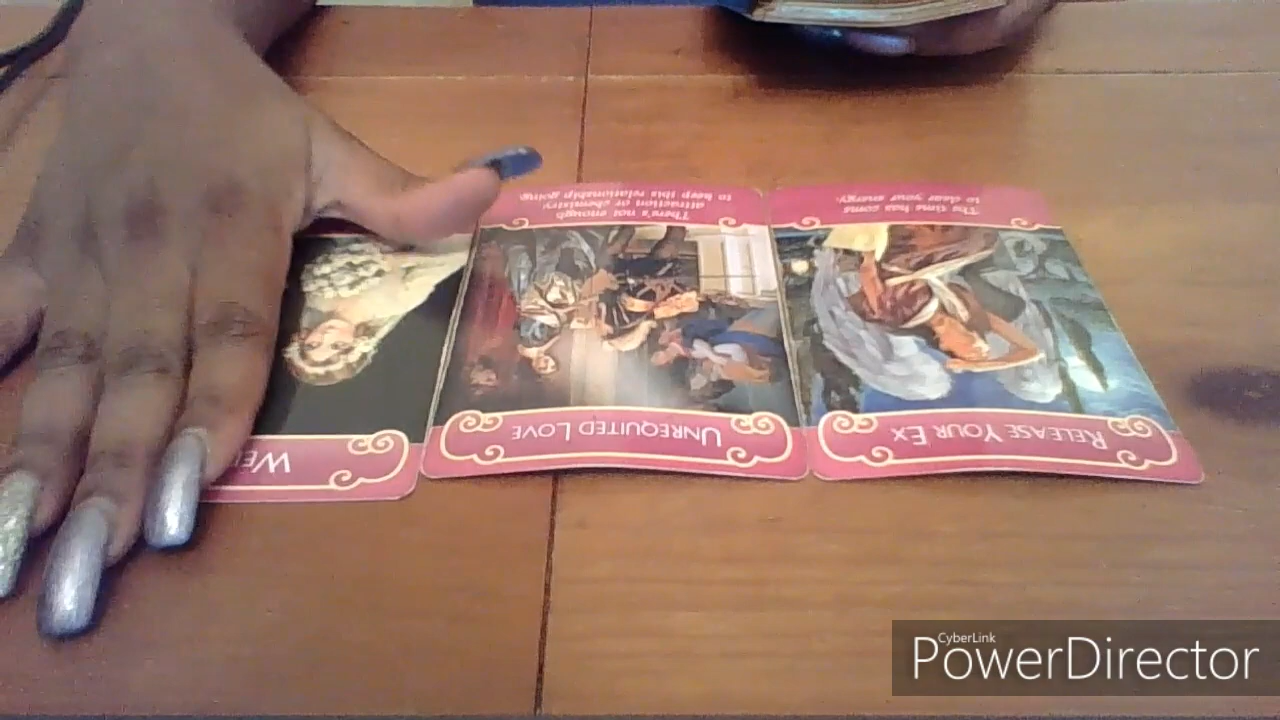 RELEASE YOUR EX
The time has come
to clear your energy.
UNREQUITED LOVE
There's not enough
attraction or chemistry
to keep this relationship going.
CyberLink
PowerDirector